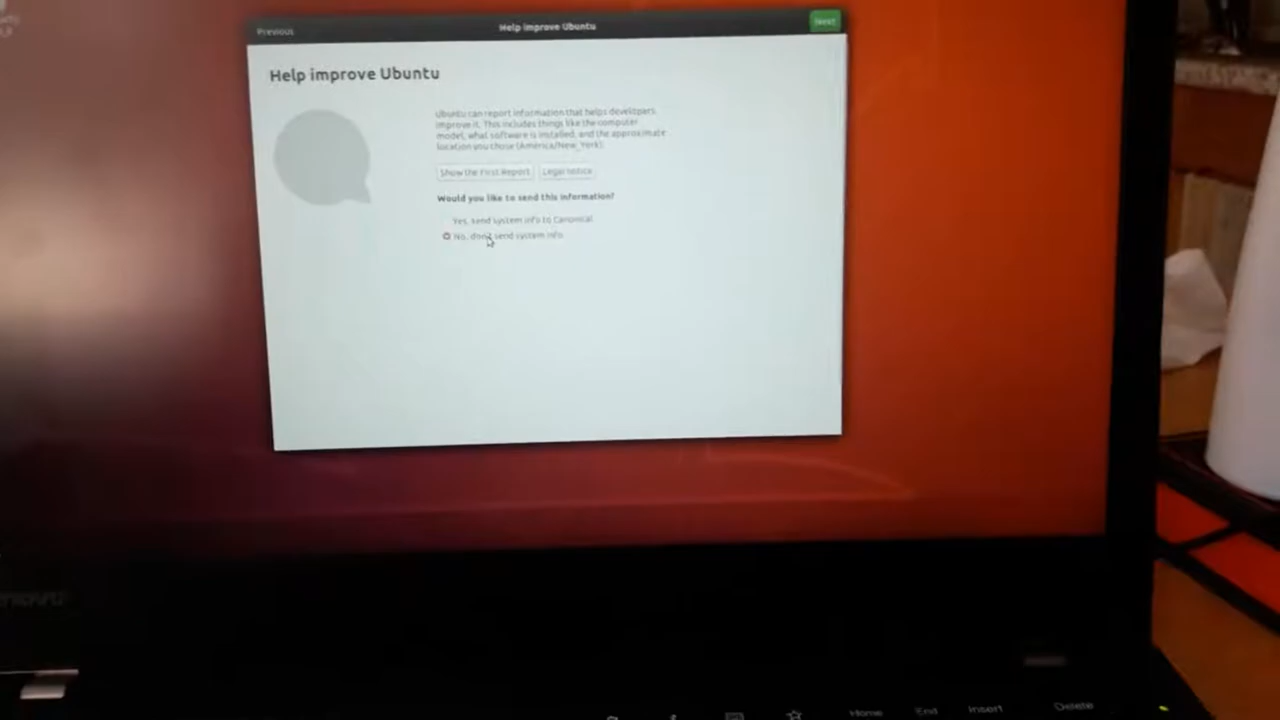 Previous
Help improve Ubuntu
Next
Help improve Ubuntu
Ubuntu can report information that helps developers
improve it. This includes things like the computer
model, what software is installed, and the approximate
location you chose (America/New_York).
Show the First Report
Legal notice
Would you like to send this information?
Yes, send system info to Canonical
No, don't send system info
Home
End
Insert
Delete